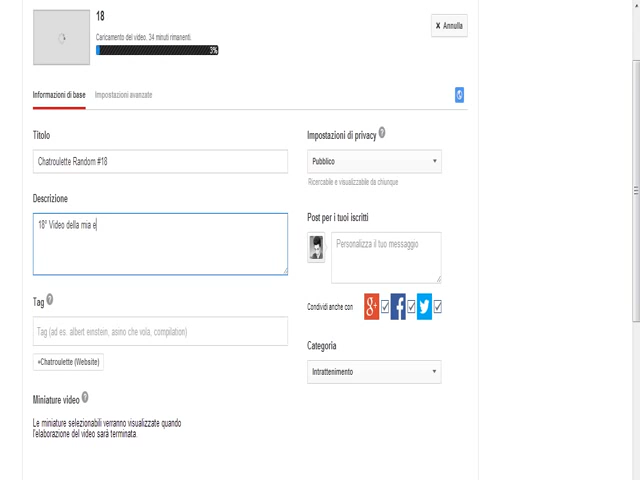 18
Caricamento del video, 34 minuti rimanenti.
3%
× Annulla
Informazioni di base
Impostazioni avanzate
Titolo
Chatroulette Random #18
Descrizione
18° Video della mia e
Tag ?
Tag (ad es. albert einstein, asino che vola, compilation)
+Chatroulette (Website)
Miniature video ?
Le miniature selezionabili verranno visualizzate quando
l'elaborazione del video sarà terminata.
Impostazioni di privacy ?
Pubblico
Ricercabile e visualizzabile da chiunque
Post per i tuoi iscritti
Personalizza il tuo messaggio
Condividi anche con
Categoria
Intrattenimento